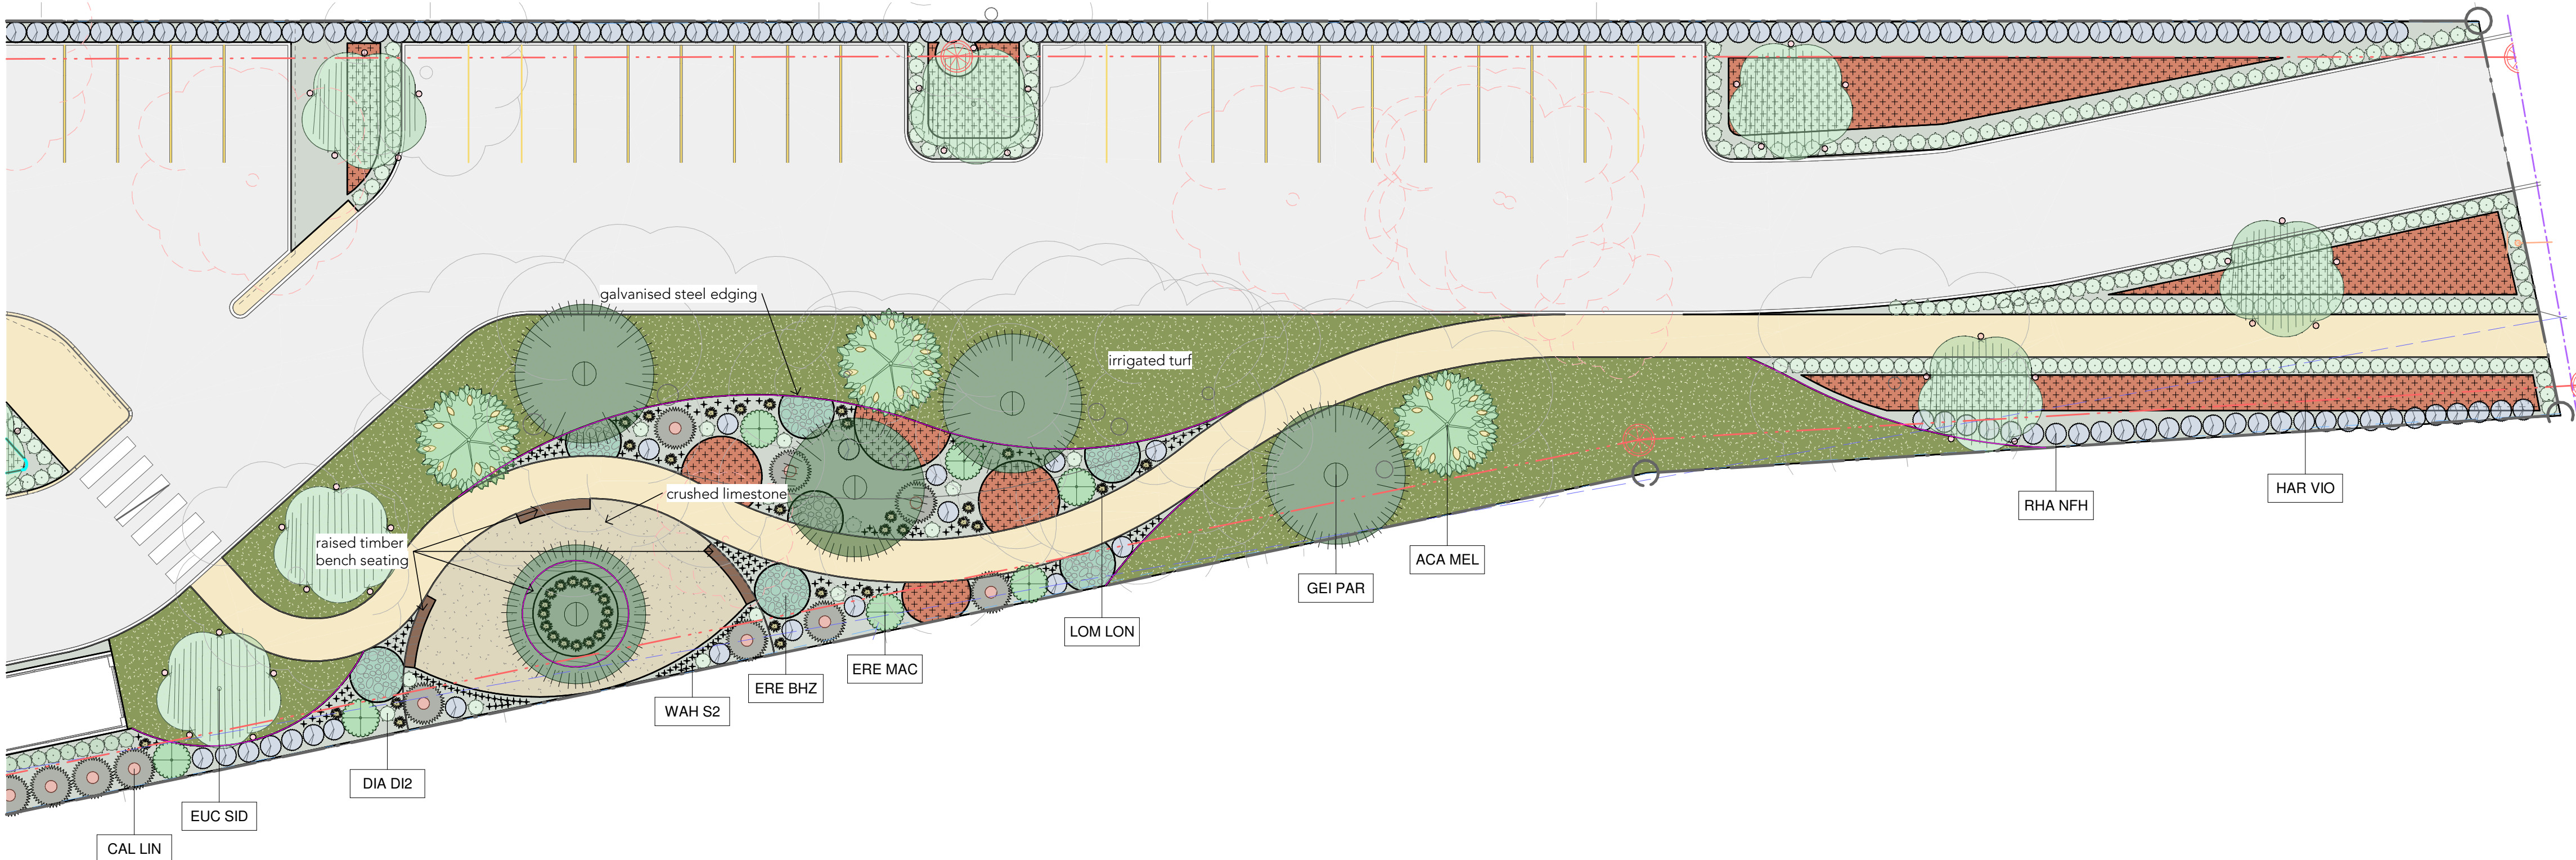 galvanised steel edging
irrigated turf
crushed limestone
raised timber
bench seating
HAR VIO
RHA NFH
ACA MEL
GEI PAR
LOM LON
ERE MAC
ERE BHZ
WAH S2
DIA DI2
EUC SID
CAL LIN